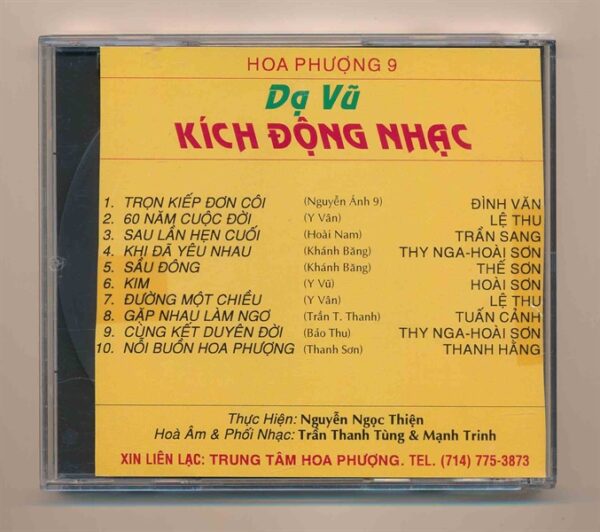 HOA PHƯỢNG 9
Dạ Vũ
KÍCH ĐỘNG NHẠC
1. TRỌN KIẾP ĐƠN CÔI (Nguyễn Ánh 9) ĐÌNH VĂN
2. 60 NĂM CUỘC ĐỜI (Y Vân) LỆ THU
3. SAU LẦN HẸN CUỐI (Hoài Nam) TRẦN SANG
4. KHI ĐÃ YÊU NHAU (Khánh Băng) THY NGA-HOÀI SƠN
5. SẦU ĐÔNG (Khánh Băng) THẾ SƠN
6. KIM (Y Vũ) HOÀI SƠN
7. ĐƯỜNG MỘT CHIỀU (Y Vân) LỆ THU
8. GẶP NHAU LÀM NGƠ (Trần T. Thanh) TUẤN CẢNH
9. CÙNG KẾT DUYÊN ĐỜI (Bảo Thu) THY NGA-HOÀI SƠN
10. NỖI BUỒN HOA PHƯỢNG (Thanh Sơn) THANH HẰNG
Thực Hiện: Nguyễn Ngọc Thiện
Hoà Âm & Phối Nhạc: Trần Thanh Tùng & Mạnh Trinh
XIN LIÊN LẠC: TRUNG TÂM HOA PHƯỢNG. TEL. (714) 775-3873